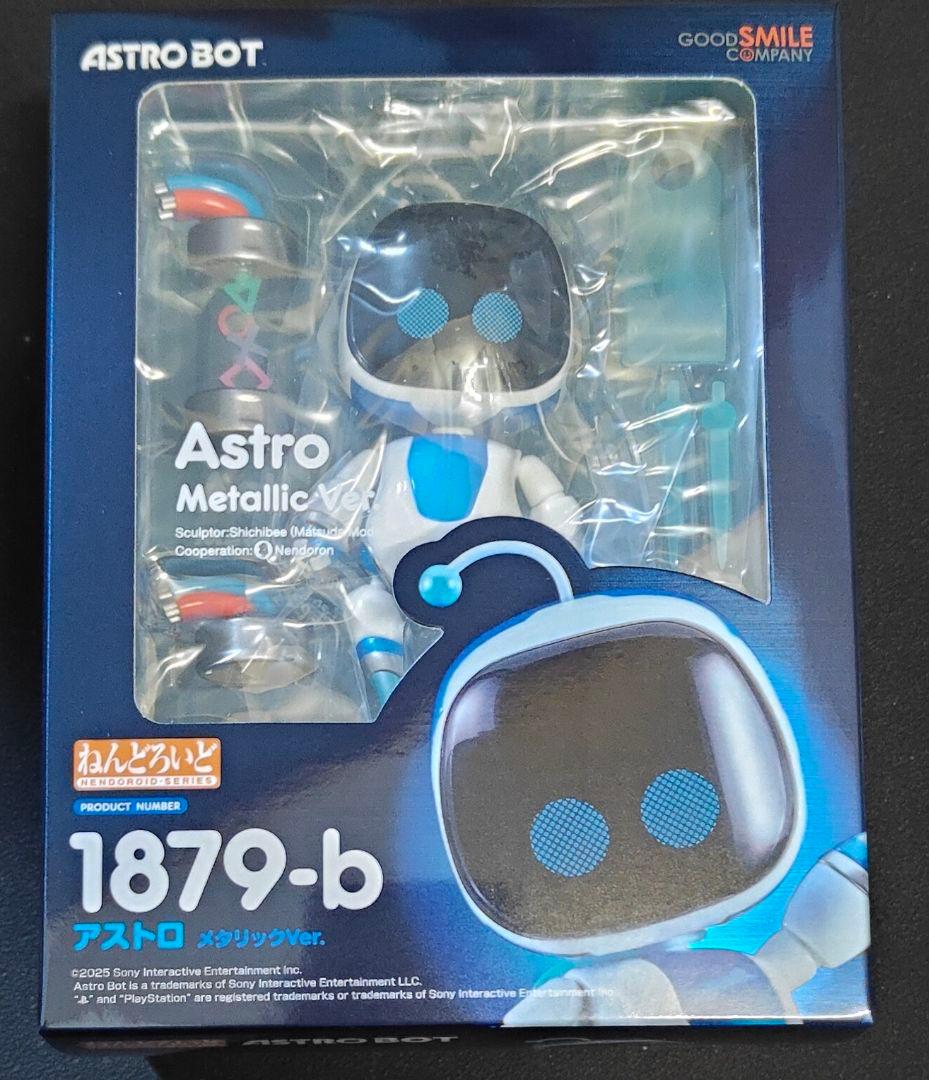 ASTRO BOT
GOOD SMILE
COMPANY
Astro
Metallic Ver.
Sculptor:Shichibee (Matsuda Mod
Cooperation: Nendoron
ねんどろいど
NENDOROID-SERIES
PRODUCT NUMBER
1879-b
アストロ メタリックVer.
©2025 Sony Interactive Entertainment Inc.
Astro Bot is a trademark of Sony Interactive Entertainment LLC.
" " and "PlayStation" are registered trademarks or trademarks of Sony Interactive Entertainment Inc.
ASTRO BOT